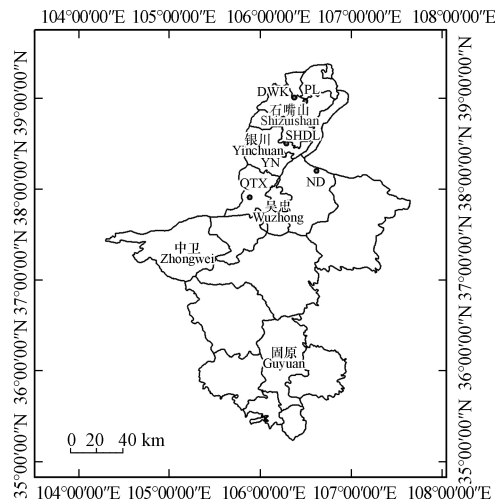 104°00′00″E 105°00′00″E 106°00′00″E 107°00′00″E 108°00′00″E
39°00′00″N
38°00′00″N
37°00′00″N
36°00′00″N
35°00′00″N
39°00′00″N
38°00′00″N
37°00′00″N
36°00′00″N
35°00′00″N
DWK PL
石嘴山
Shizuishan
SHDL
银川
Yinchuan
YN
QTX ND
吴忠
Wuzhong
中卫
Zhongwei
固原
Guyuan
0 20 40 km
104°00′00″E 105°00′00″E 106°00′00″E 107°00′00″E 108°00′00″E